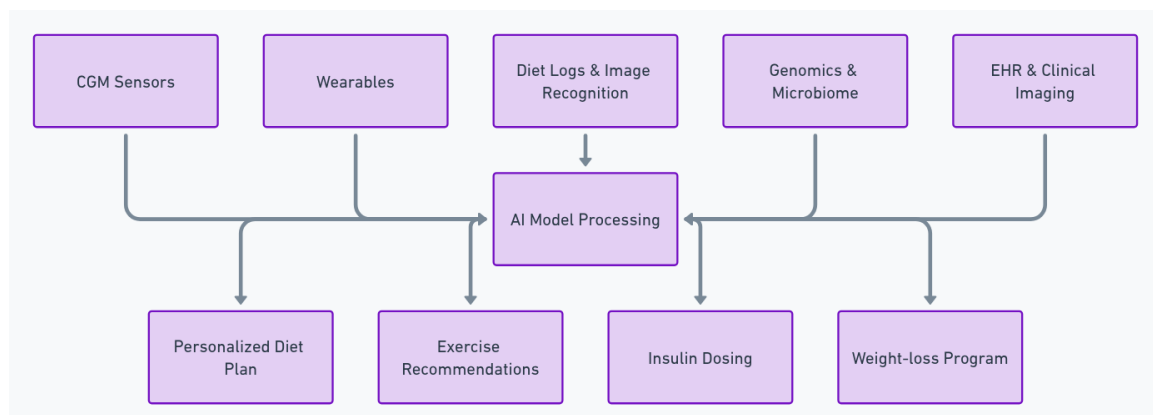 CGM Sensors
Wearables
Diet Logs & Image
Recognition
Genomics &
Microbiome
EHR & Clinical
Imaging
AI Model Processing
Personalized Diet
Plan
Exercise
Recommendations
Insulin Dosing
Weight-loss Program